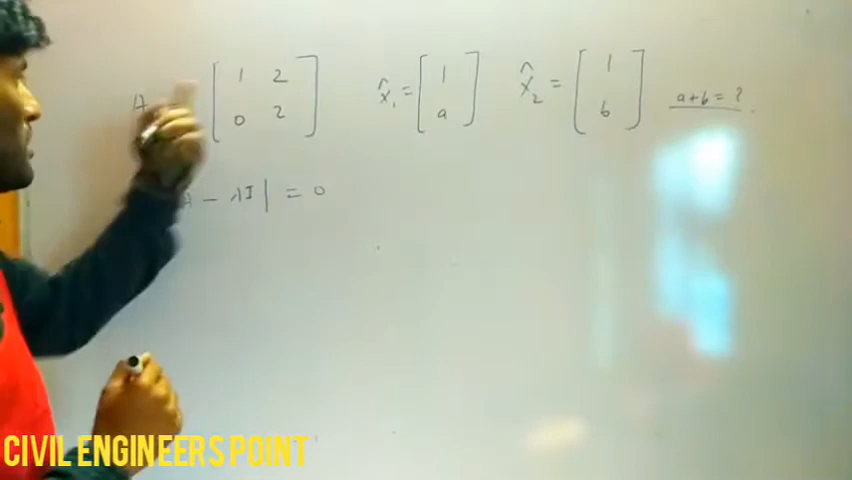 A [1 2; 0 2] x̂₁ = [1; a] x̂₂ = [1; b] a+b = ?
A - λI | = 0
CIVIL ENGINEERS POINT